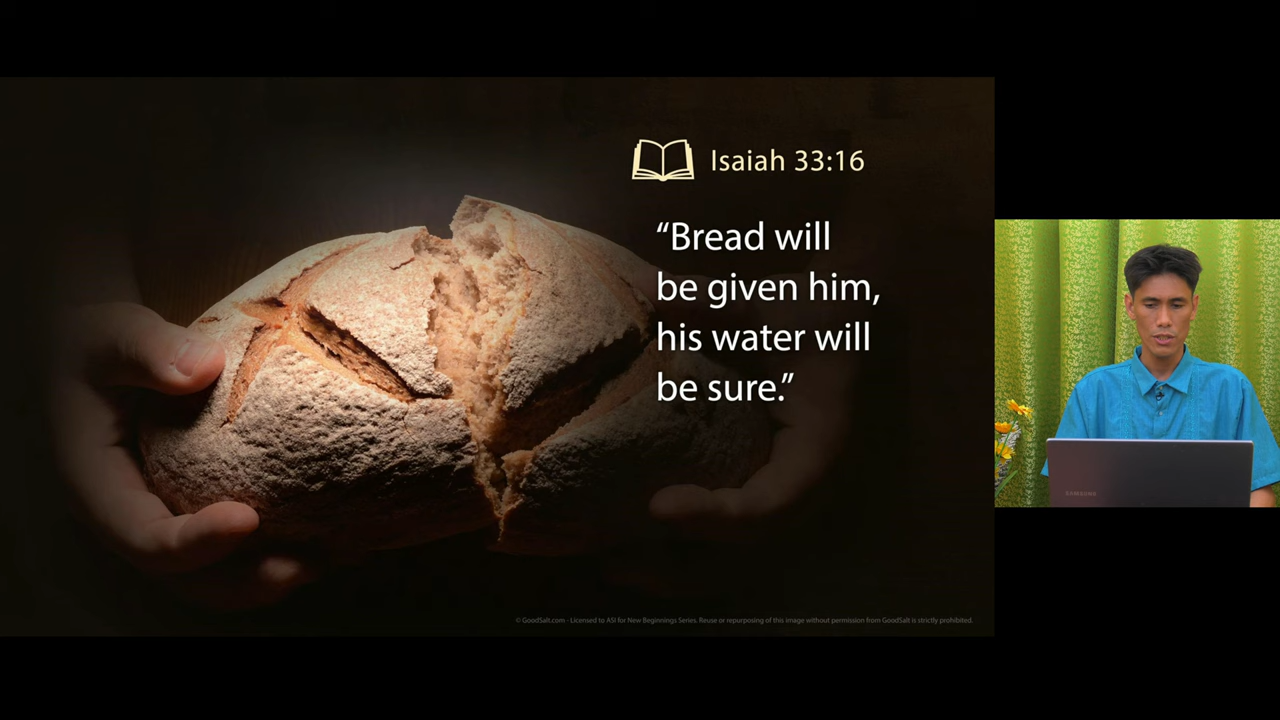 Isaiah 33:16
“Bread will
be given him,
his water will
be sure.”
SAMSUNG
© GoodSalt.com - Licensed to ASI for New Beginnings Series. Reuse or repurposing of this image without permission from GoodSalt is strictly prohibited.